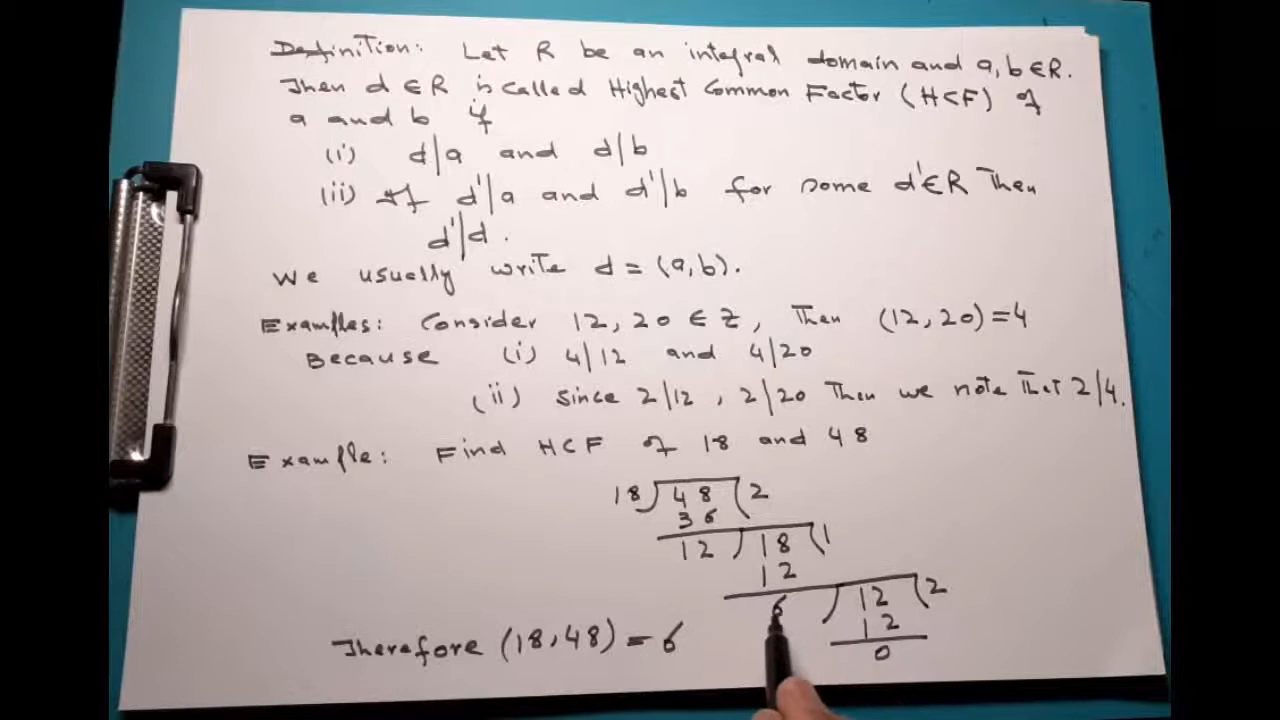 Definition: Let R be an integral domain and a, b ∈ R.
Then d ∈ R is called Highest Common Factor (HCF) of
a and b if
(i) d|a and d|b
(ii) If d'|a and d'|b for some d' ∈ R Then
d'|d.
We usually write d = (a, b).
Examples: Consider 12, 20 ∈ Z, Then (12, 20) = 4
Because (i) 4/12 and 4/20
(ii) since 2/12, 2/20 Then we note That 2/4.
Example: Find HCF of 18 and 48
18) 48 (2
36
12) 18 (1
12
6) 12 (2
12
0
Therefore (18, 48) = 6